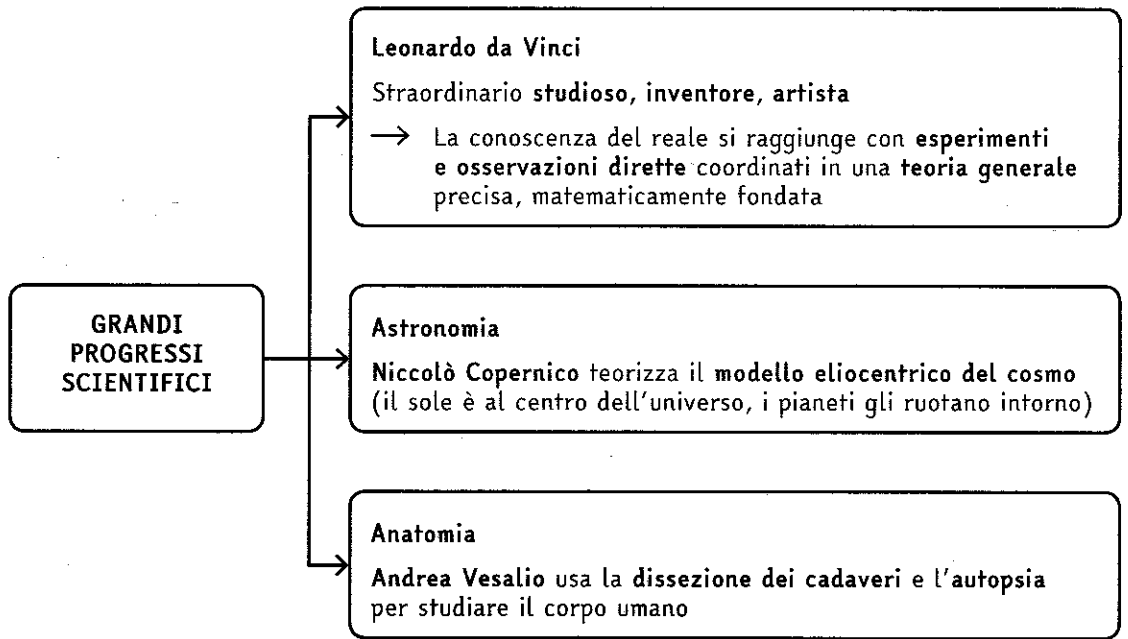 Leonardo da Vinci
Straordinario studioso, inventore, artista
→ La conoscenza del reale si raggiunge con esperimenti
e osservazioni dirette coordinati in una teoria generale
precisa, matematicamente fondata
GRANDI
PROGRESSI
SCIENTIFICI
Astronomia
Niccolò Copernico teorizza il modello eliocentrico del cosmo
(il sole è al centro dell'universo, i pianeti gli ruotano intorno)
Anatomia
Andrea Vesalio usa la dissezione dei cadaveri e l'autopsia
per studiare il corpo umano